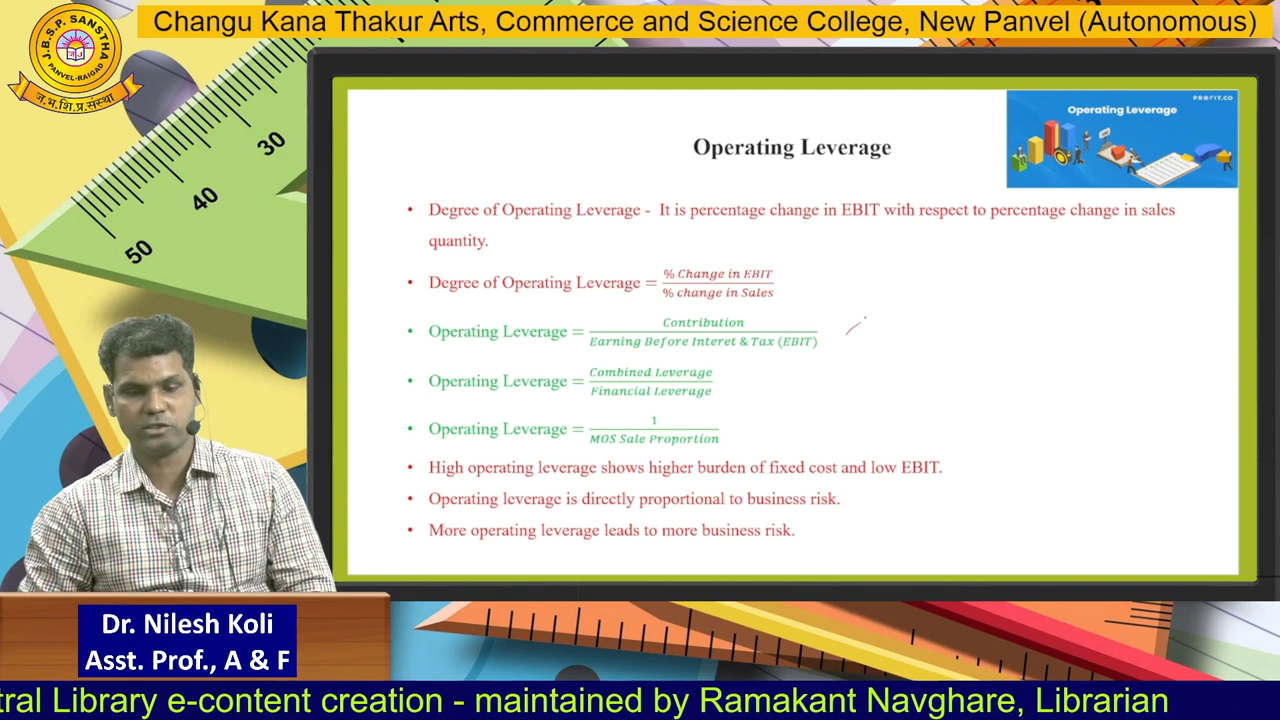 Changu Kana Thakur Arts, Commerce and Science College, New Panvel (Autonomous)
J.B.S.P. SANSTHA
PANVEL-RAIGAD
ज.भ.शि.प्र.संस्था
30
40
50
PROFIT.CO
Operating Leverage
Operating Leverage
• Degree of Operating Leverage - It is percentage change in EBIT with respect to percentage change in sales
quantity.
• Degree of Operating Leverage = % Change in EBIT / % change in Sales
• Operating Leverage = Contribution / Earning Before Interet & Tax (EBIT)
• Operating Leverage = Combined Leverage / Financial Leverage
• Operating Leverage = 1 / MOS Sale Proportion
• High operating leverage shows higher burden of fixed cost and low EBIT.
• Operating leverage is directly proportional to business risk.
• More operating leverage leads to more business risk.
Dr. Nilesh Koli
Asst. Prof., A & F
tral Library e-content creation - maintained by Ramakant Navghare, Librarian